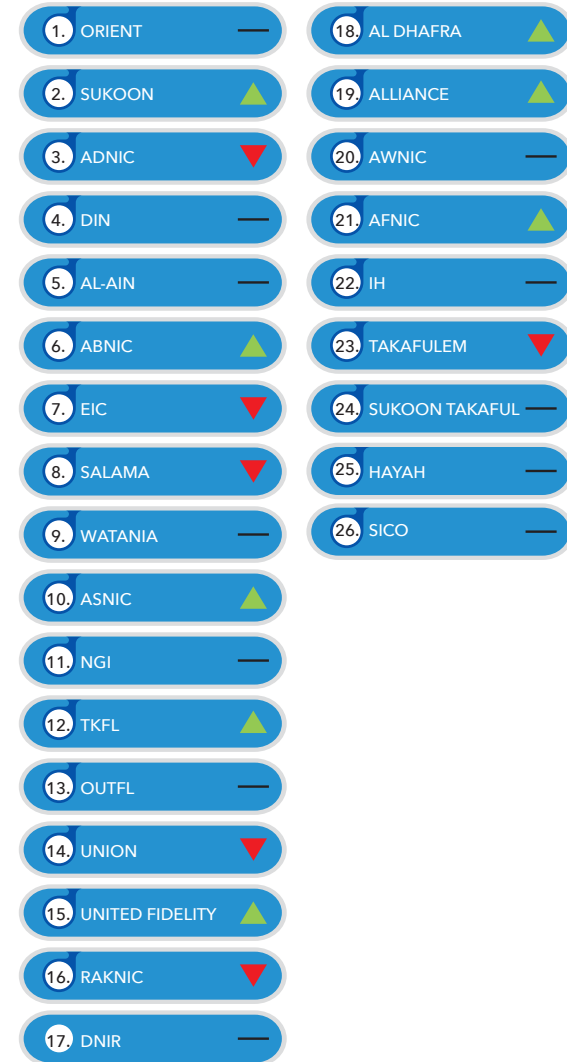 1. ORIENT
2. SUKOON
3. ADNIC
4. DIN
5. AL-AIN
6. ABNIC
7. EIC
8. SALAMA
9. WATANIA
10. ASNIC
11. NGI
12. TKFL
13. OUTFL
14. UNION
15. UNITED FIDELITY
16. RAKNIC
17. DNIR
18. AL DHAFRA
19. ALLIANCE
20. AWNIC
21. AFNIC
22. IH
23. TAKAFULEM
24. SUKOON TAKAFUL
25. HAYAH
26. SICO